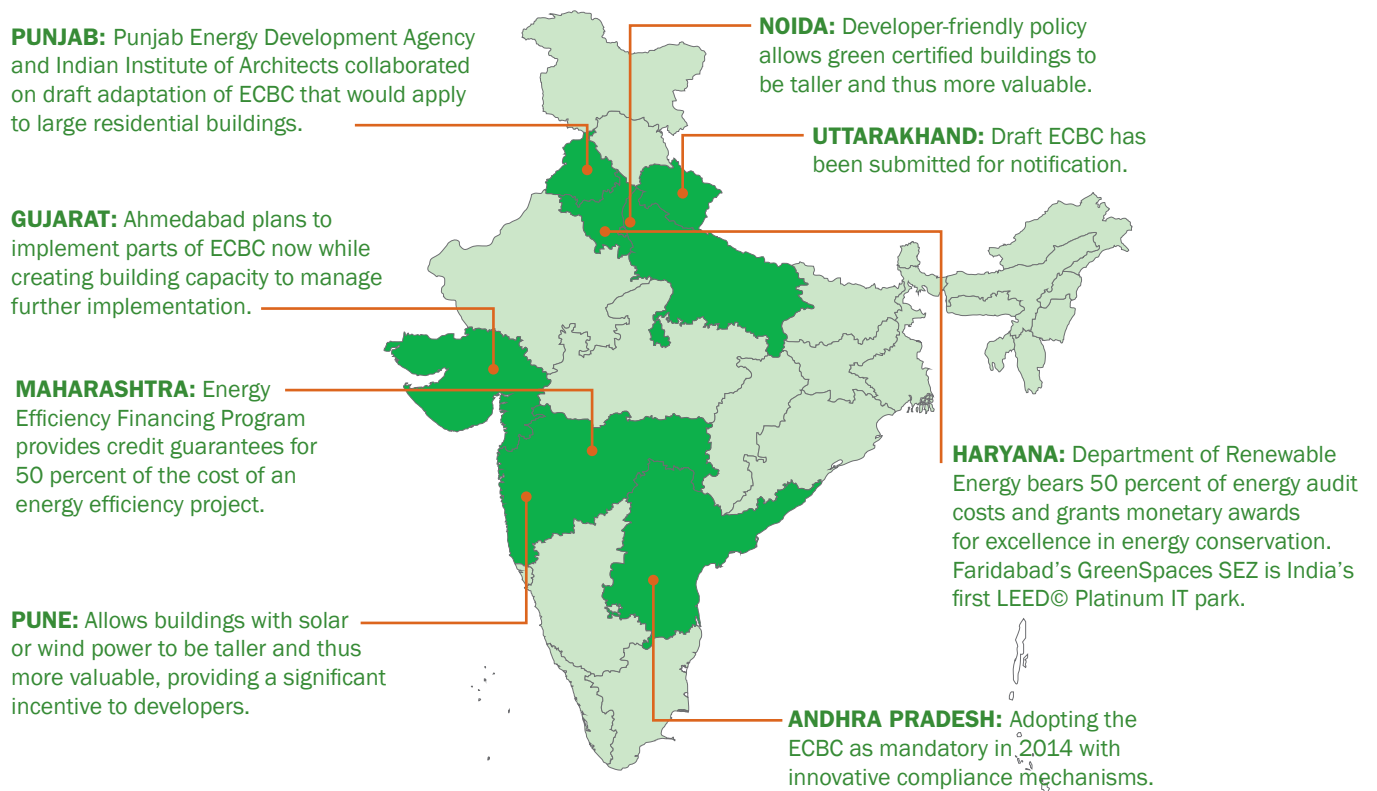 PUNJAB: Punjab Energy Development Agency
and Indian Institute of Architects collaborated
on draft adaptation of ECBC that would apply
to large residential buildings.
NOIDA: Developer-friendly policy
allows green certified buildings to
be taller and thus more valuable.
UTTARAKHAND: Draft ECBC has
been submitted for notification.
GUJARAT: Ahmedabad plans to
implement parts of ECBC now while
creating building capacity to manage
further implementation.
MAHARASHTRA: Energy
Efficiency Financing Program
provides credit guarantees for
50 percent of the cost of an
energy efficiency project.
HARYANA: Department of Renewable
Energy bears 50 percent of energy audit
costs and grants monetary awards
for excellence in energy conservation.
Faridabad's GreenSpaces SEZ is India's
first LEED© Platinum IT park.
PUNE: Allows buildings with solar
or wind power to be taller and thus
more valuable, providing a significant
incentive to developers.
ANDHRA PRADESH: Adopting the
ECBC as mandatory in 2014 with
innovative compliance mechanisms.